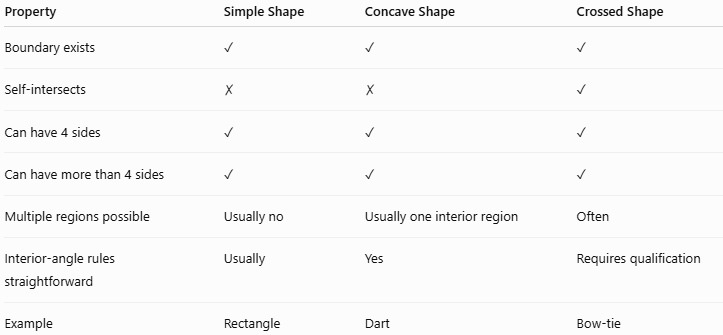 Property Simple Shape Concave Shape Crossed Shape
Boundary exists ✓ ✓ ✓
Self-intersects ✗ ✗ ✓
Can have 4 sides ✓ ✓ ✓
Can have more than 4 sides ✓ ✓ ✓
Multiple regions possible Usually no Usually one interior region Often
Interior-angle rules Usually Yes Requires qualification
straightforward
Example Rectangle Dart Bow-tie